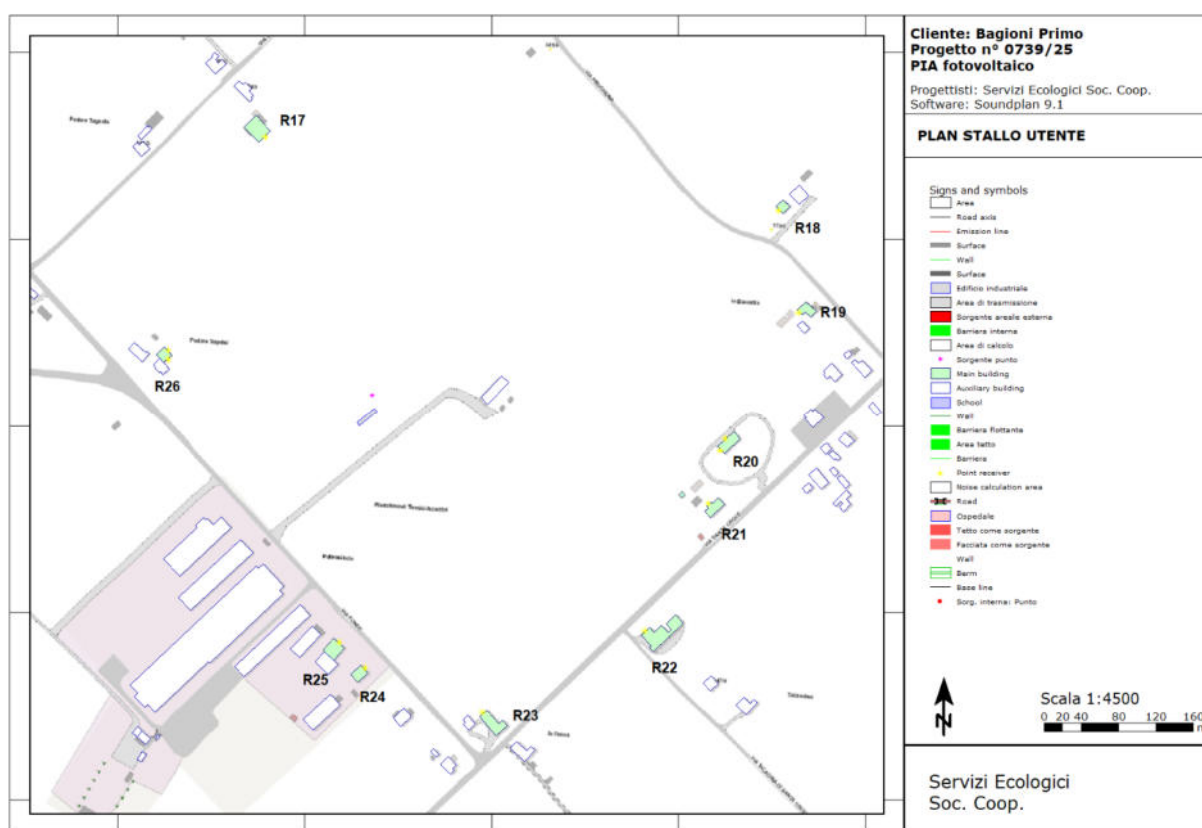 Cliente: Bagioni Primo
Progetto n° 0739/25
PIA fotovoltaico
Progettisti: Servizi Ecologici Soc. Coop.
Software: Soundplan 9.1
PLAN STALLO UTENTE
Signs and symbols
Area
Road axis
Emission line
Surface
Wall
Surface
Edificio industriale
Area di trasmissione
Sorgente areale esterna
Barriera interna
Area di calcolo
Sorgente punto
Main building
Auxiliary building
School
Wall
Barriera flottante
Area tetto
Barriera
Point receiver
Noise calculation area
Road
Ospedale
Tetto come sorgente
Facciata come sorgente
Wall
Berm
Base line
Sorg. interna: Punto
N
Scala 1:4500
0 20 40 80 120 160
m
Servizi Ecologici
Soc. Coop.
R17
R18
R19
R26
R20
R21
R22
R25
R24
R23